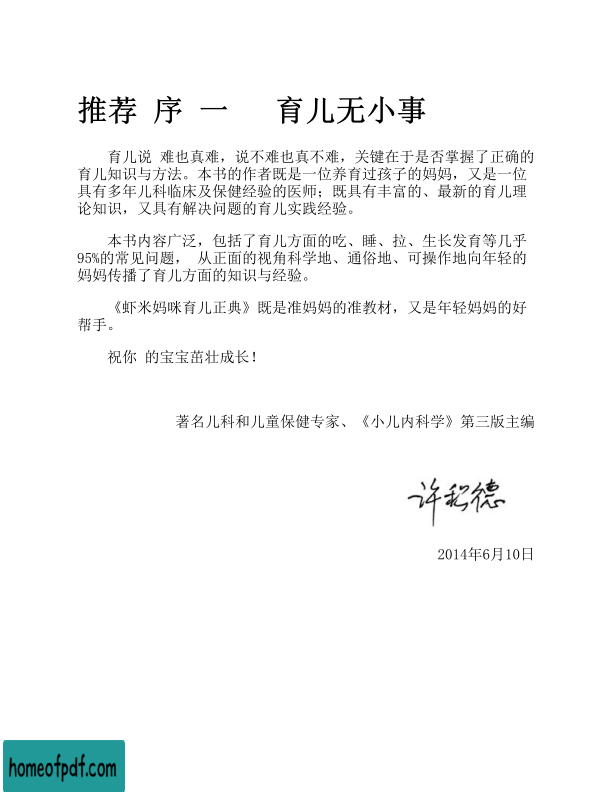 推荐 序 一 育儿无小事
育儿说 难也真难，说不难也真不难，关键在于是否掌握了正确的
育儿知识与方法。本书的作者既是一位养育过孩子的妈妈，又是一位
具有多年儿科临床及保健经验的医师；既具有丰富的、最新的育儿理
论知识，又具有解决问题的育儿实践经验。
本书内容广泛，包括了育儿方面的吃、睡、拉、生长发育等几乎
95%的常见问题， 从正面的视角科学地、通俗地、可操作地向年轻的
妈妈传播了育儿方面的知识与经验。
《虾米妈咪育儿正典》既是准妈妈的准教材，又是年轻妈妈的好
帮手。
祝你 的宝宝茁壮成长！
著名儿科和儿童保健专家、《小儿内科学》第三版主编
许积德
2014年6月10日
homeofpdf.com